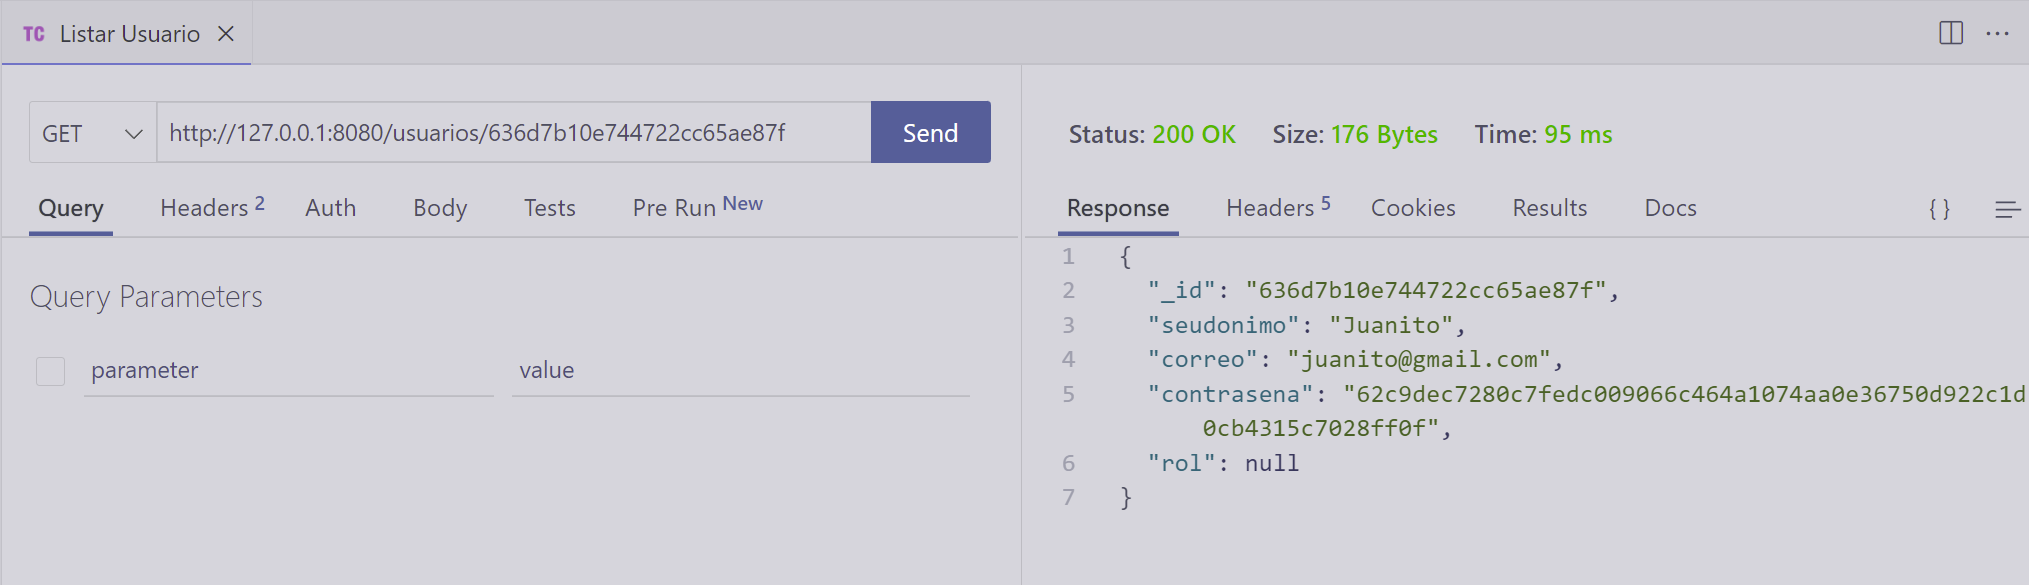 TC Listar Usuario
GET http://127.0.0.1:8080/usuarios/636d7b10e744722cc65ae87f Send
Query Headers 2 Auth Body Tests Pre Run New
Query Parameters
parameter value
Status: 200 OK Size: 176 Bytes Time: 95 ms
Response Headers 5 Cookies Results Docs { }
1 {
2 "_id": "636d7b10e744722cc65ae87f",
3 "seudonimo": "Juanito",
4 "correo": "juanito@gmail.com",
5 "contrasena": "62c9dec7280c7fedc009066c464a1074aa0e36750d922c1d
0cb4315c7028ff0f",
6 "rol": null
7 }